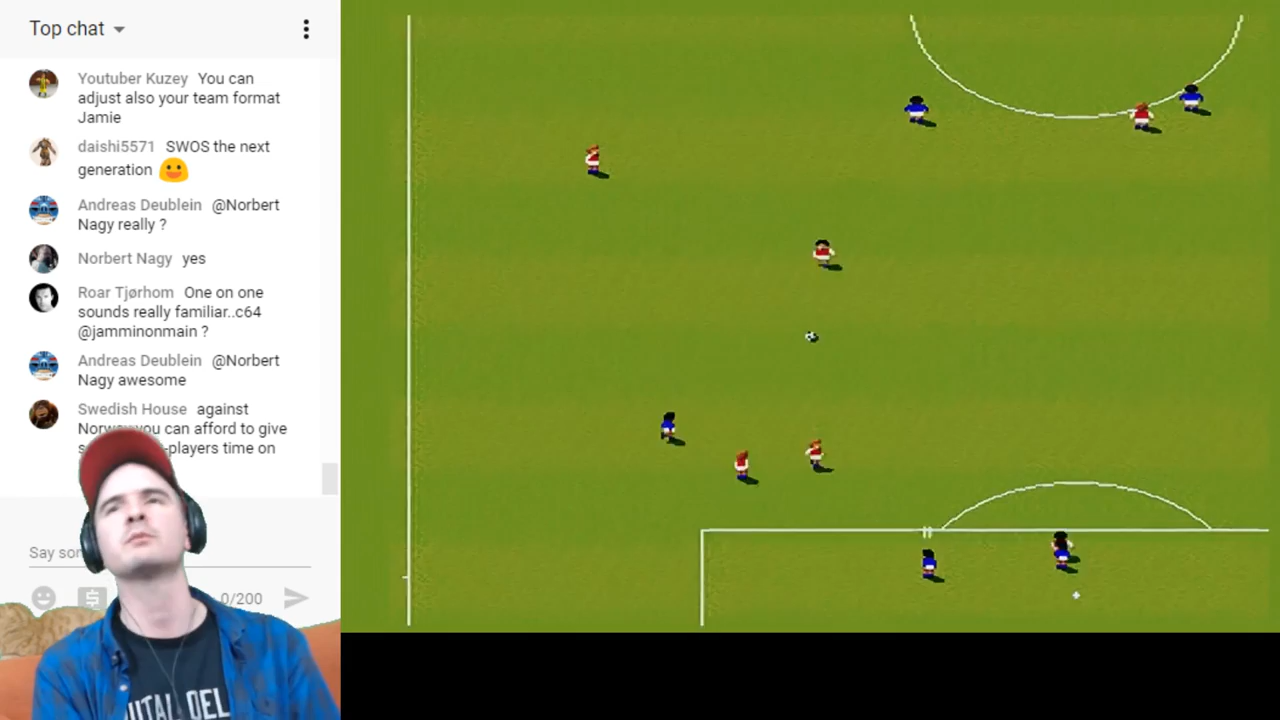 Top chat
Youtuber Kuzey You can
adjust also your team format
Jamie
daishi5571 SWOS the next
generation
Andreas Deublein @Norbert
Nagy really ?
Norbert Nagy yes
Roar Tjørhom One on one
sounds really familiar..c64
@jamminonmain ?
Andreas Deublein @Norbert
Nagy awesome
Swedish House against
you can afford to give
-players time on
Say
0/200